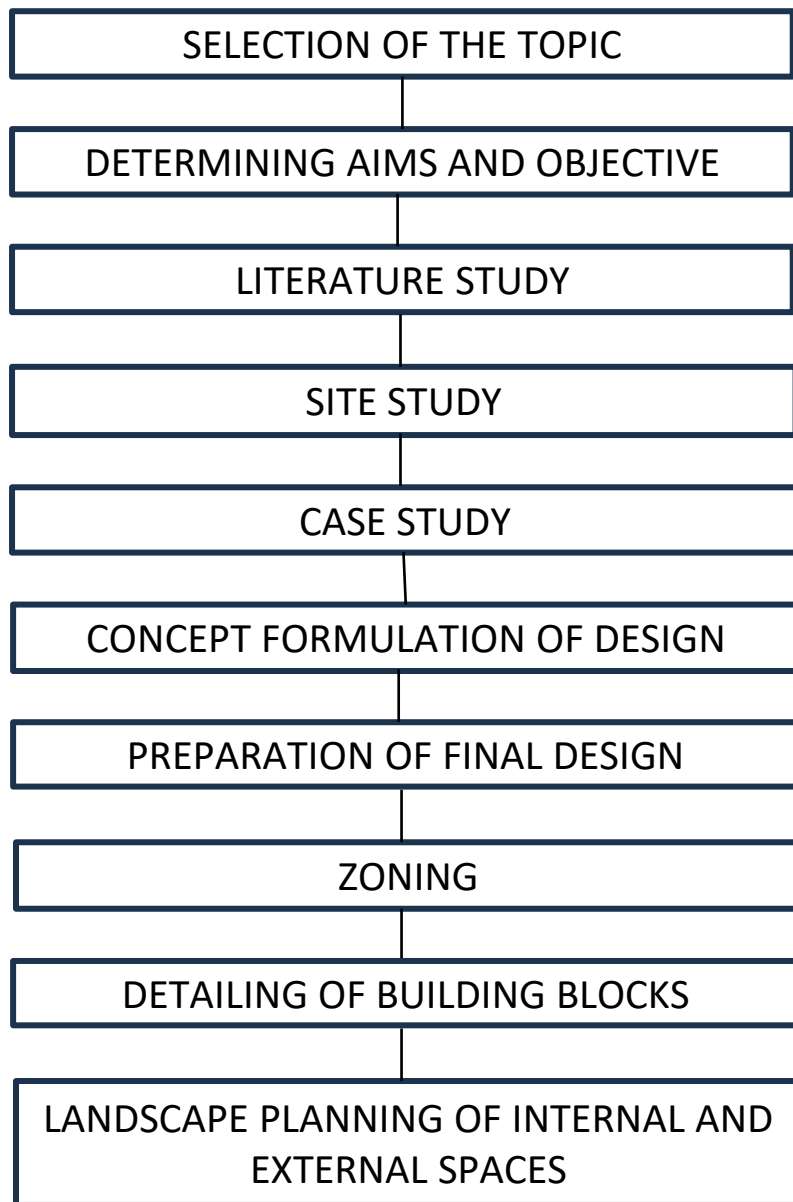 SELECTION OF THE TOPIC
DETERMINING AIMS AND OBJECTIVE
LITERATURE STUDY
SITE STUDY
CASE STUDY
CONCEPT FORMULATION OF DESIGN
PREPARATION OF FINAL DESIGN
ZONING
DETAILING OF BUILDING BLOCKS
LANDSCAPE PLANNING OF INTERNAL AND
EXTERNAL SPACES